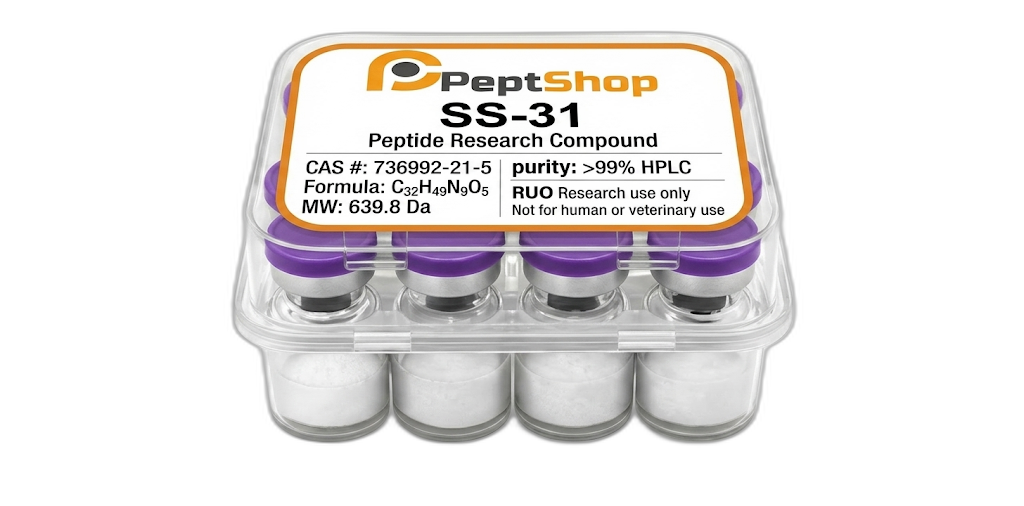 PeptShop
SS-31
Peptide Research Compound
CAS #: 736992-21-5
Formula: C₃₂H₄₉N₉O₅
MW: 639.8 Da
purity: >99% HPLC
RUO Research use only
Not for human or veterinary use